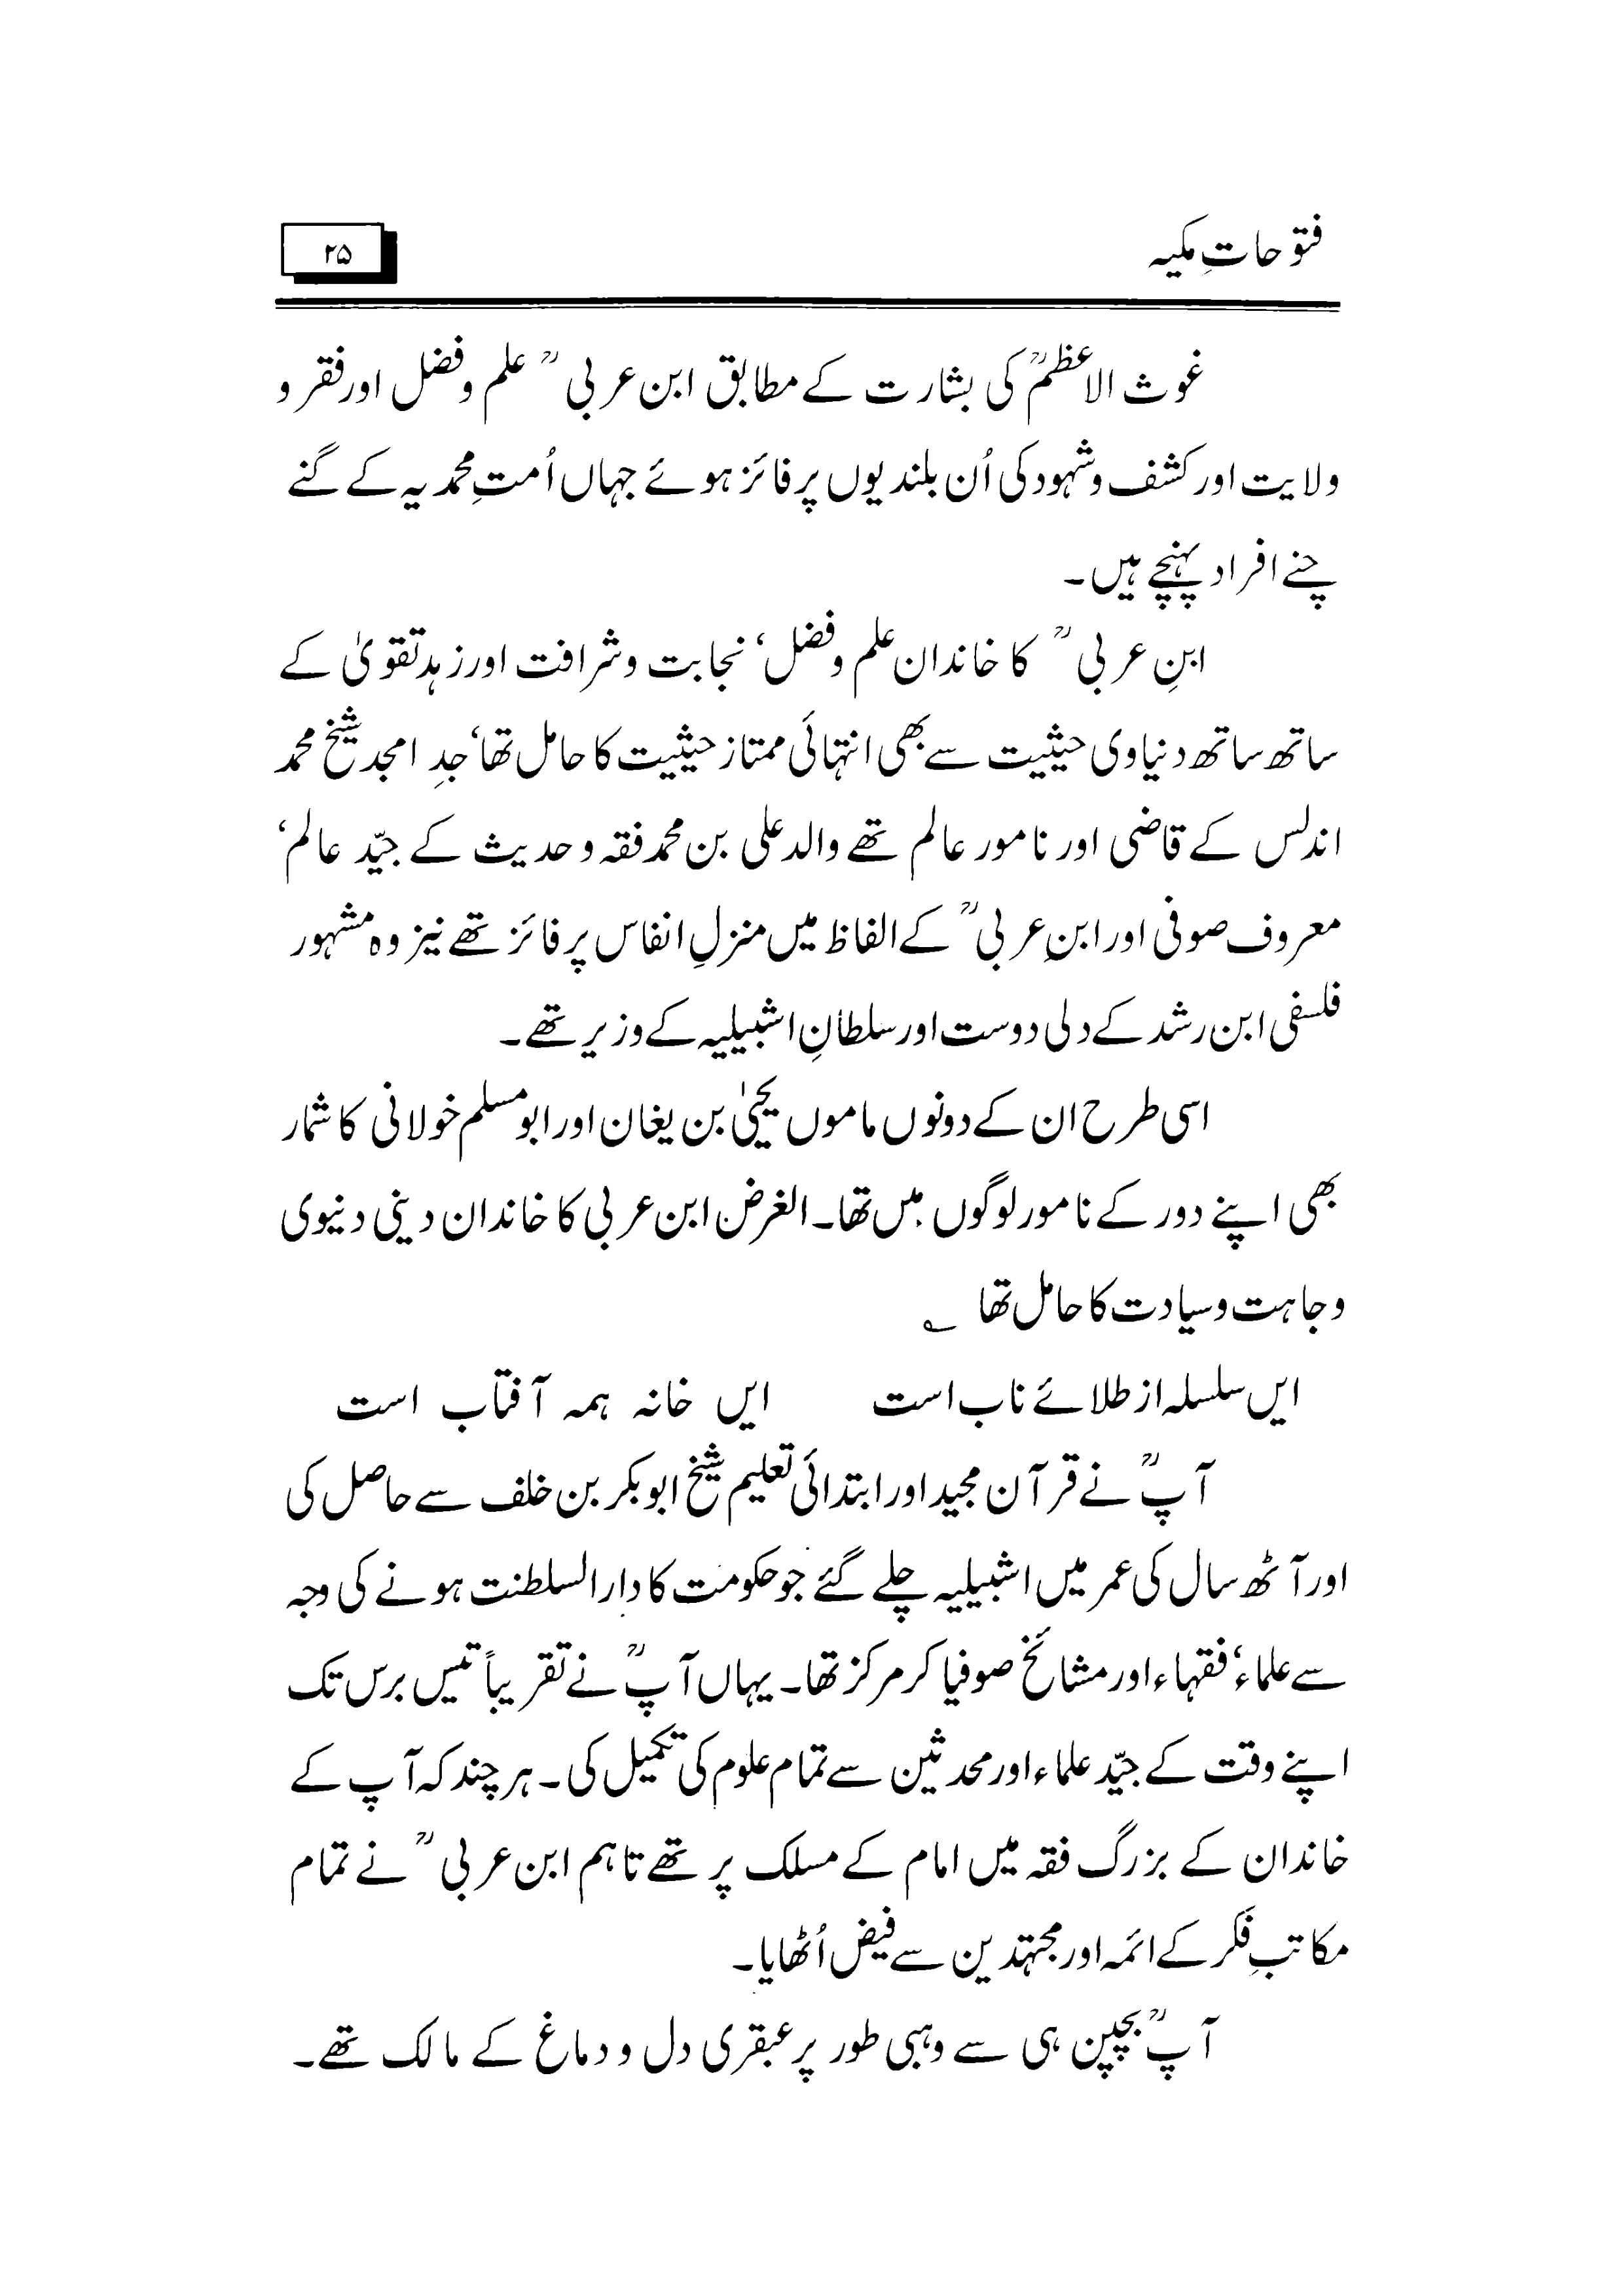 فتوحاتِ مکیہ
۲۵
غوث الاعظمؒ کی بشارت کے مطابق ابن عربیؒ علم و فضل اور فقر و
ولایت اور کشف و شہود کی اُن بلندیوں پر فائز ہوئے جہاں اُمتِ محمدیہ کے گنے
چنے افراد پہنچے ہیں۔
ابنِ عربیؒ کا خاندان علم و فضل‘ نجابت و شرافت اور زہد تقویٰ کے
ساتھ ساتھ دنیاوی حیثیت سے بھی انتہائی ممتاز حیثیت کا حامل تھا‘ جدِ امجد شیخ محمد
اندلس کے قاضی اور نامور عالم تھے والد علی بن محمد فقہ و حدیث کے جیّد عالم‘
معروف صوفی اور ابنِ عربیؒ کے الفاظ میں منزلِ انفاس پر فائز تھے نیز وہ مشہور
فلسفی ابن رشد کے دلی دوست اور سلطانِ اشبیلیہ کے وزیر تھے۔
اسی طرح ان کے دونوں ماموں یحییٰ بن یغان اور ابو مسلم خولانی کا شمار
بھی اپنے دور کے نامور لوگوں میں تھا۔ الغرض ابن عربی کا خاندان دینی دنیوی
وجاہت و سیادت کا حامل تھا ؎
ایں سلسلہ از طلائے ناب است ایں خانہ ہمہ آفتاب است
آپؒ نے قرآن مجید اور ابتدائی تعلیم شیخ ابوبکر بن خلف سے حاصل کی
اور آٹھ سال کی عمر میں اشبیلیہ چلے گئے جو حکومت کا دارالسلطنت ہونے کی وجہ
سے علماء‘ فقہاء اور مشائخ صوفیا کر مرکز تھا۔ یہاں آپؒ نے تقریباً تیس برس تک
اپنے وقت کے جیّد علماء اور محدثین سے تمام علوم کی تکمیل کی۔ ہر چند کہ آپ کے
خاندان کے بزرگ فقہ میں امام کے مسلک پر تھے تاہم ابن عربیؒ نے تمام
مکاتبِ فکر کے ائمہ اور مجتہدین سے فیض اُٹھایا۔
آپؒ بچپن ہی سے وہبی طور پر عبقری دل و دماغ کے مالک تھے۔